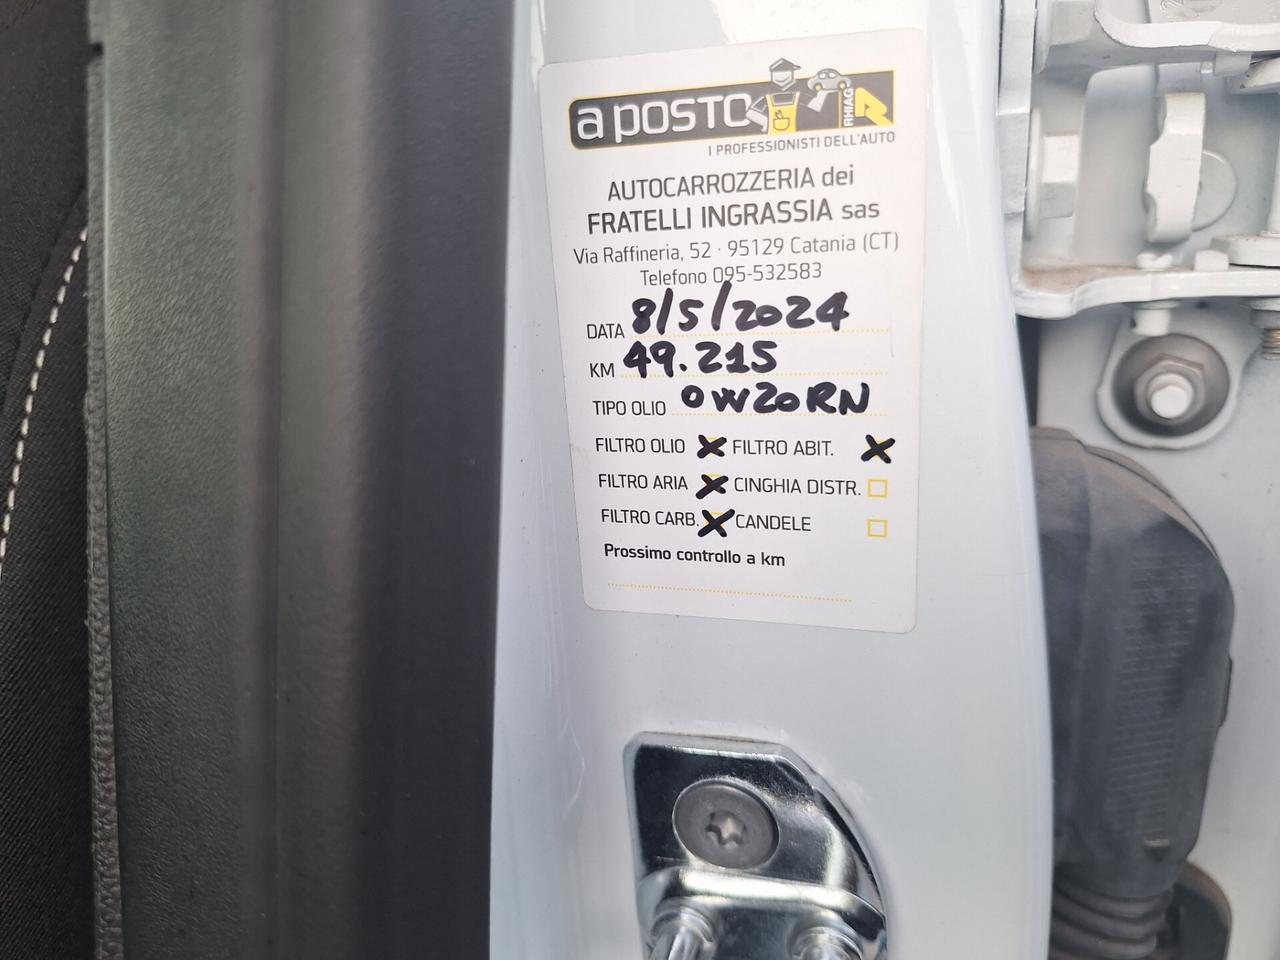 a posto
RHIAG
I PROFESSIONISTI DELL'AUTO
AUTOCARROZZERIA dei
FRATELLI INGRASSIA sas
Via Raffineria, 52 · 95129 Catania (CT)
Telefono 095-532583
DATA 8/5/2024
KM 49.215
TIPO OLIO 0W20RN
FILTRO OLIO FILTRO ABIT.
FILTRO ARIA CINGHIA DISTR.
FILTRO CARB. CANDELE
Prossimo controllo a km